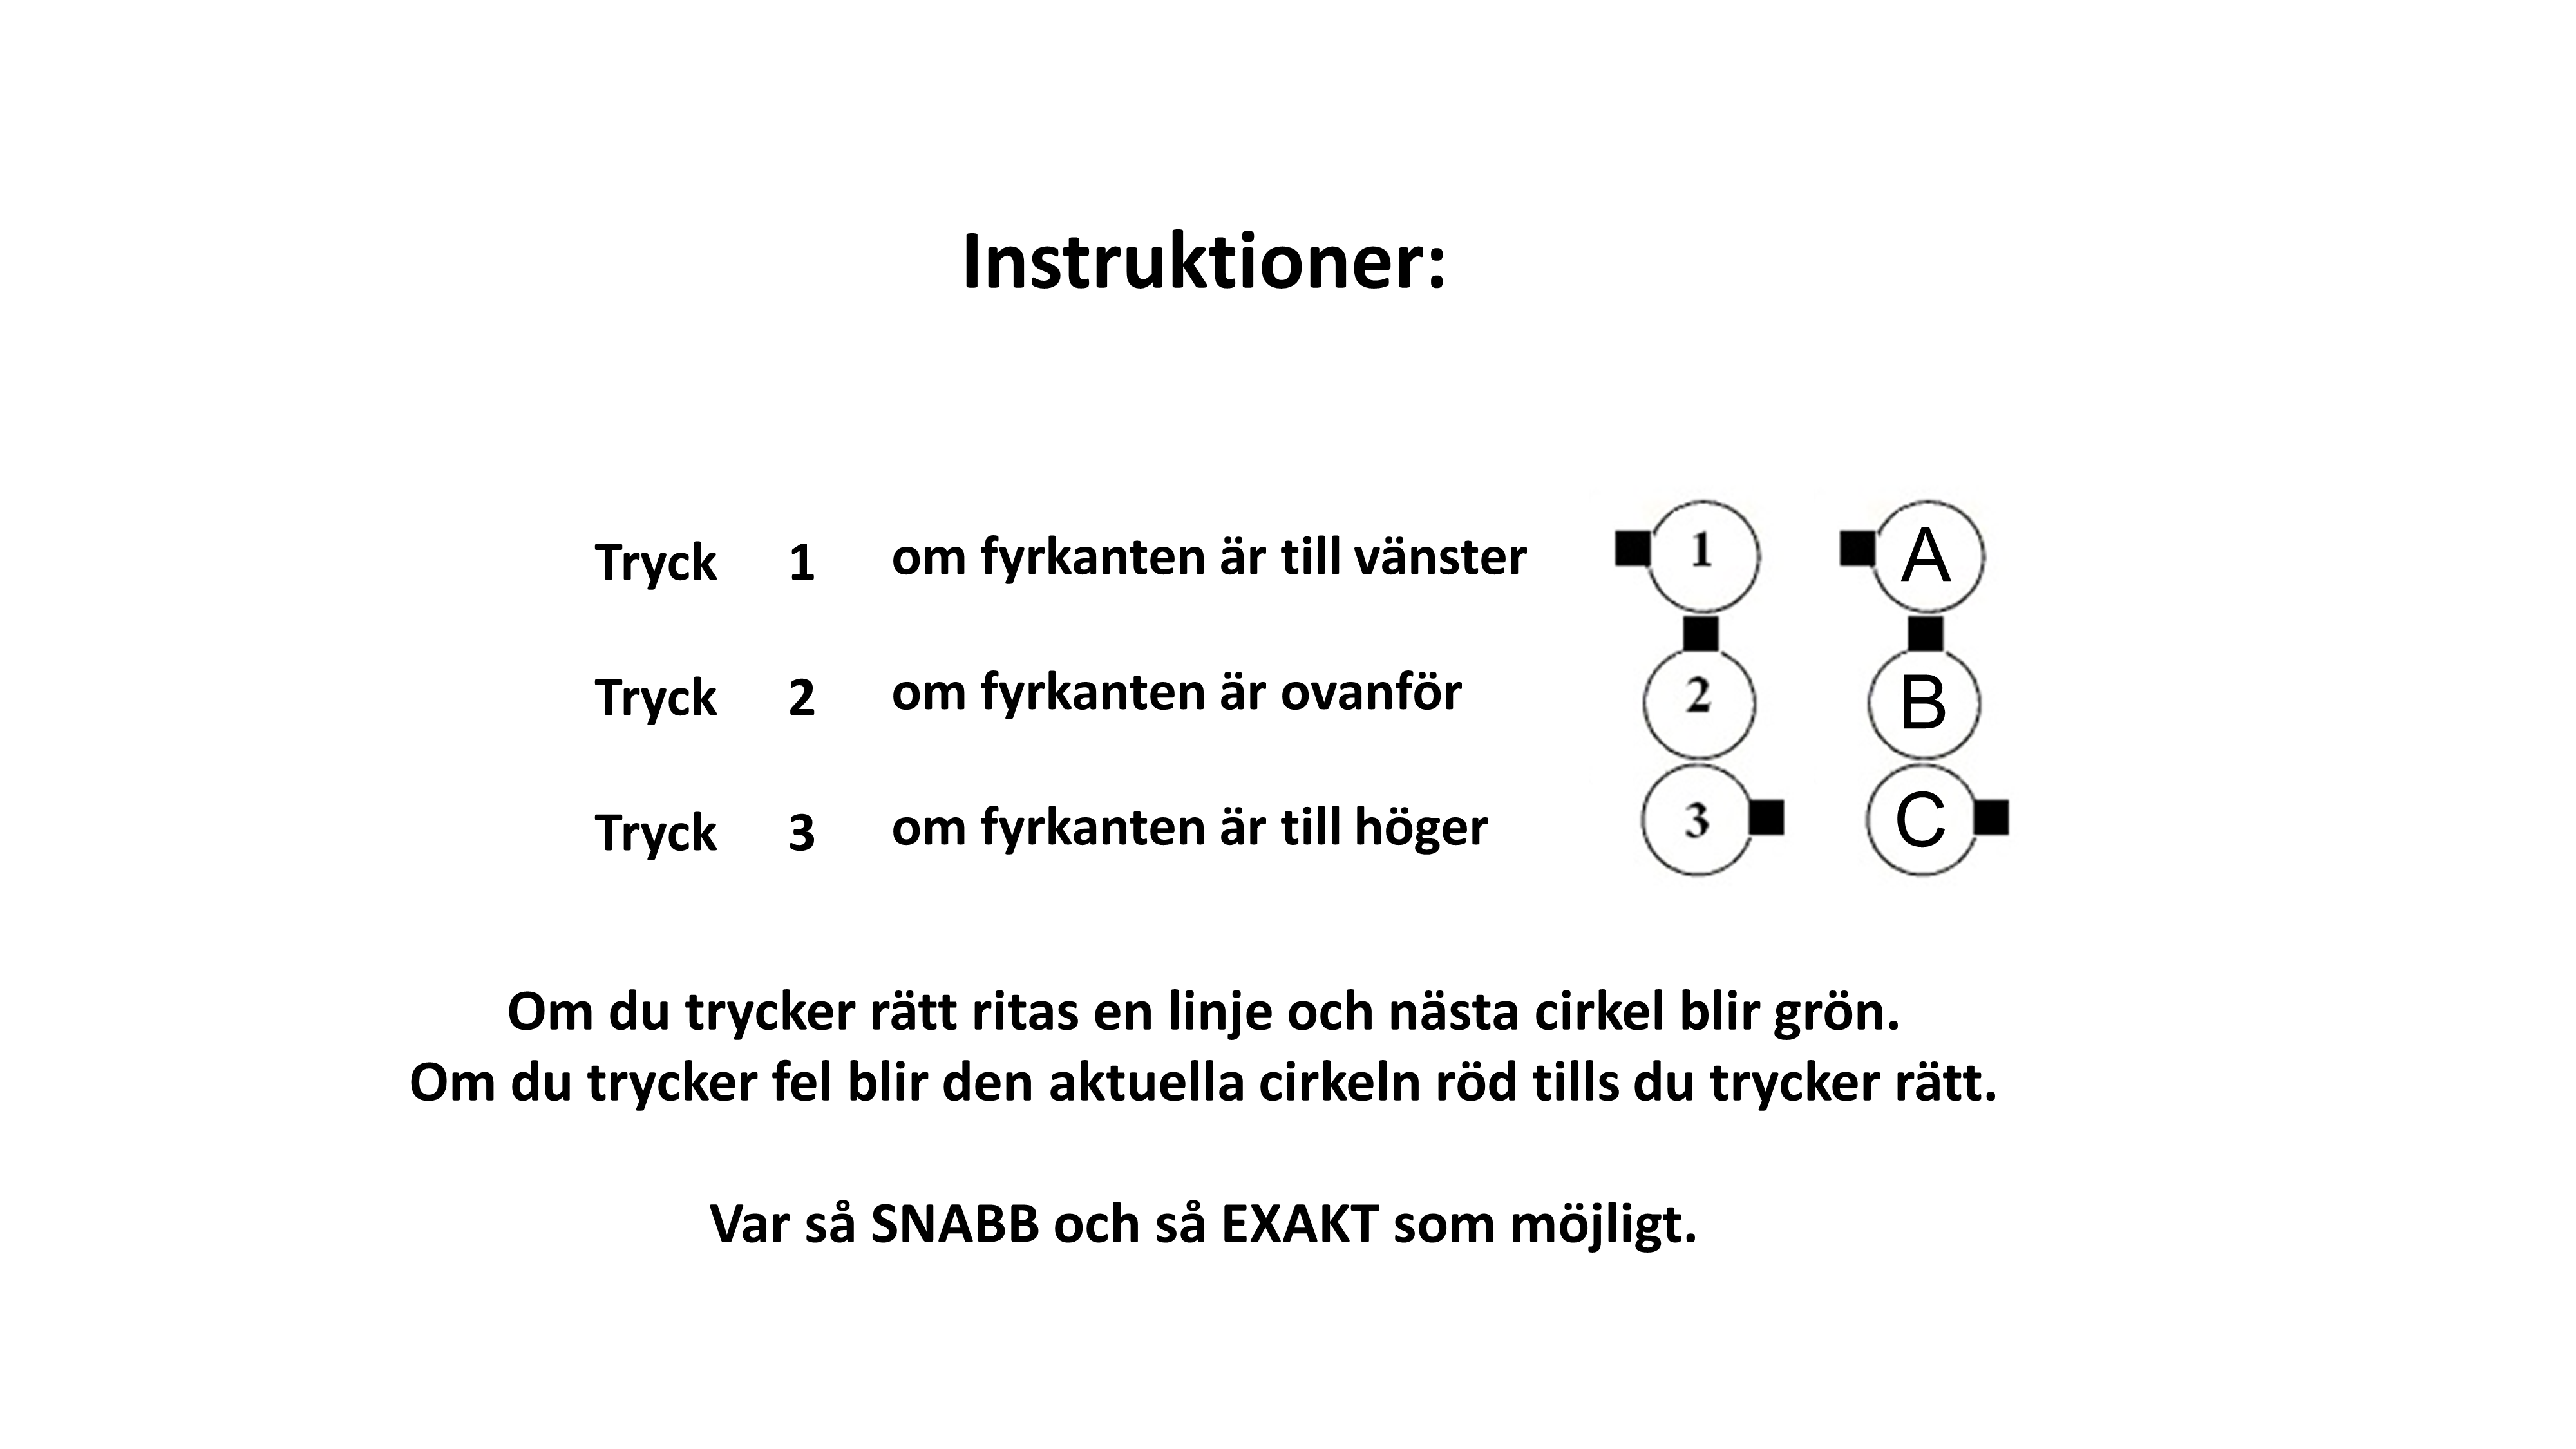 Instruktioner:
Tryck 1 om fyrkanten är till vänster 1 A
Tryck 2 om fyrkanten är ovanför 2 B
Tryck 3 om fyrkanten är till höger 3 C
Om du trycker rätt ritas en linje och nästa cirkel blir grön.
Om du trycker fel blir den aktuella cirkeln röd tills du trycker rätt.
Var så SNABB och så EXAKT som möjligt.